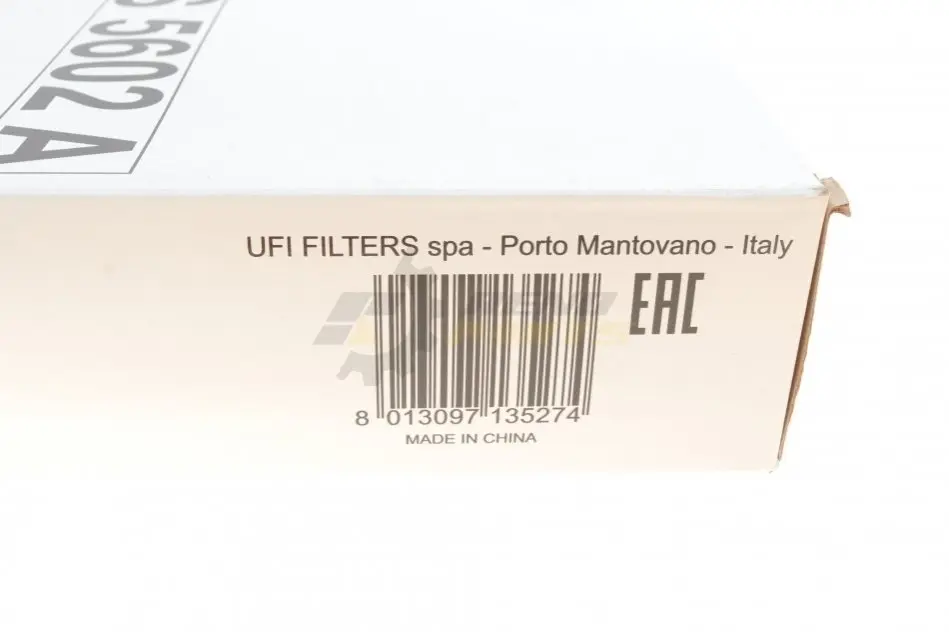 5602 A
UFI FILTERS spa - Porto Mantovano - Italy
EAC
8 013097 135274
MADE IN CHINA